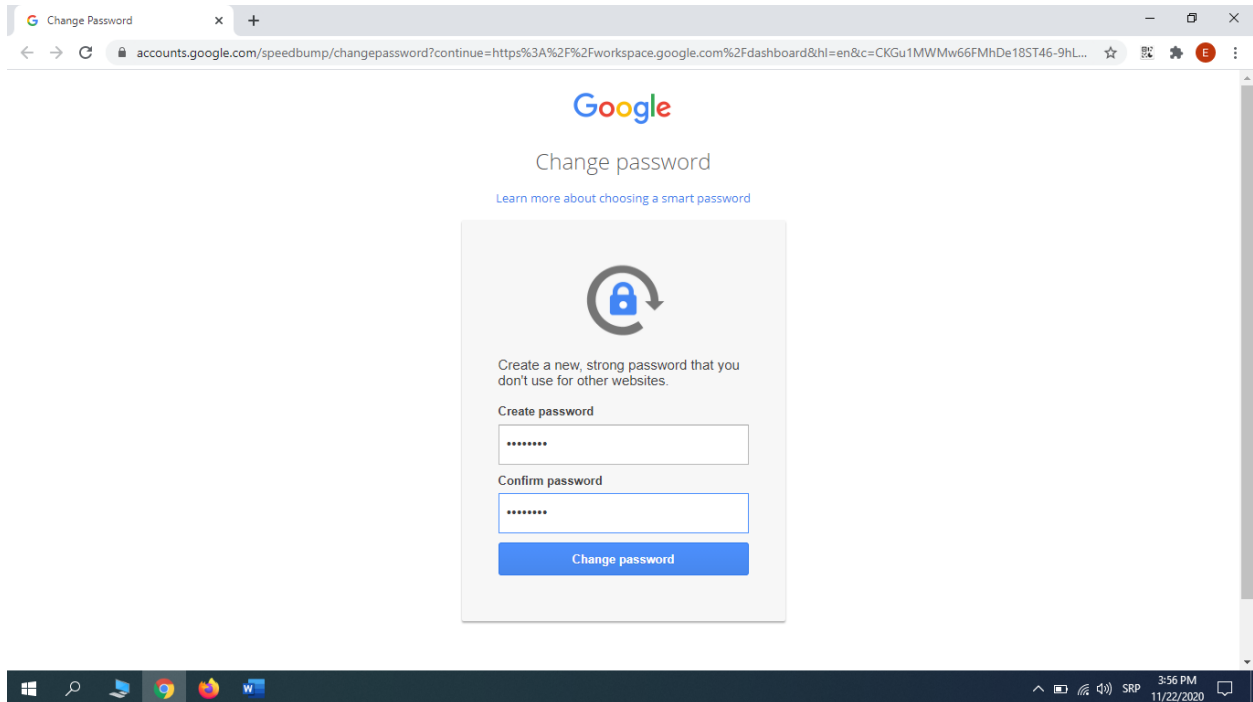 Change Password
accounts.google.com/speedbump/changepassword?continue=https%3A%2F%2Fworkspace.google.com%2Fdashboard&hl=en&c=CKGu1MWMw66FMhDe18ST46-9hL...
E
Google
Change password
Learn more about choosing a smart password
Create a new, strong password that you
don't use for other websites.
Create password
••••••••
Confirm password
••••••••
Change password
SRP
3:56 PM
11/22/2020